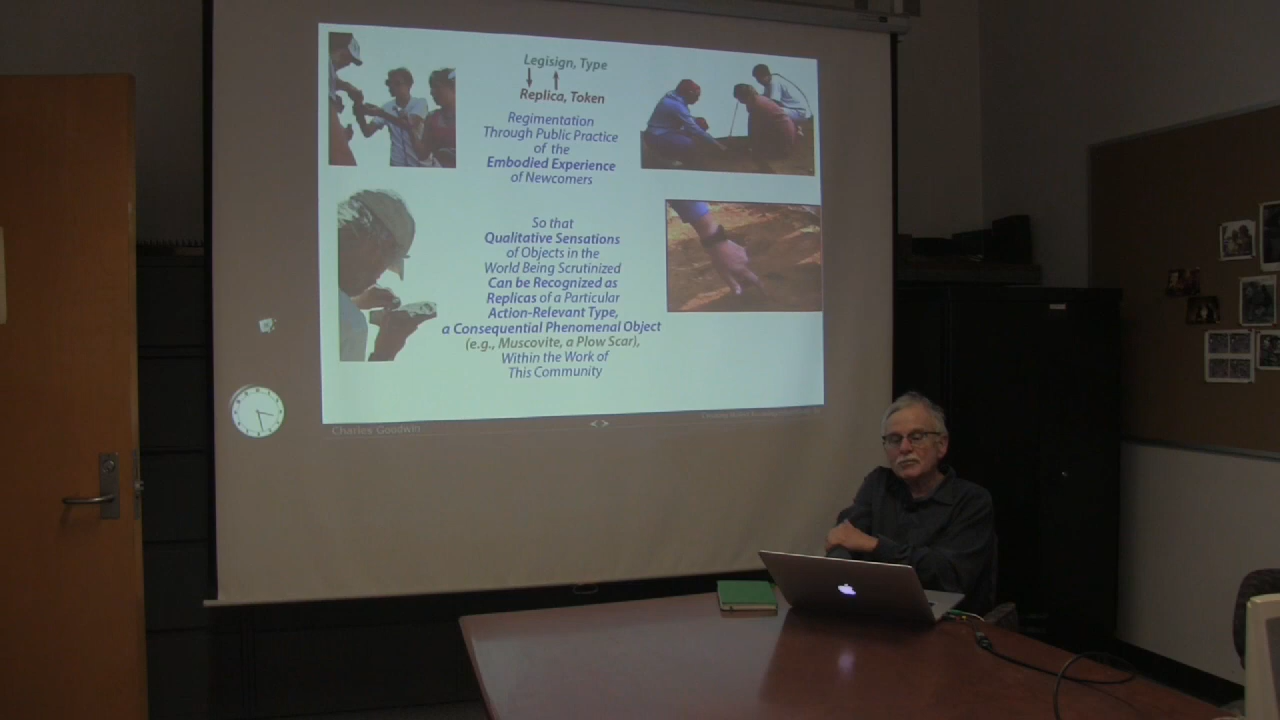 Legisign, Type
Replica, Token
Regimentation
Through Public Practice
of the
Embodied Experience
of Newcomers
So that
Qualitative Sensations
of Objects in the
World Being Scrutinized
Can be Recognized as
Replicas of a Particular
Action-Relevant Type,
a Consequential Phenomenal Object
(e.g., Muscovite, a Plow Scar),
Within the Work of
This Community
Charles Goodwin
< >